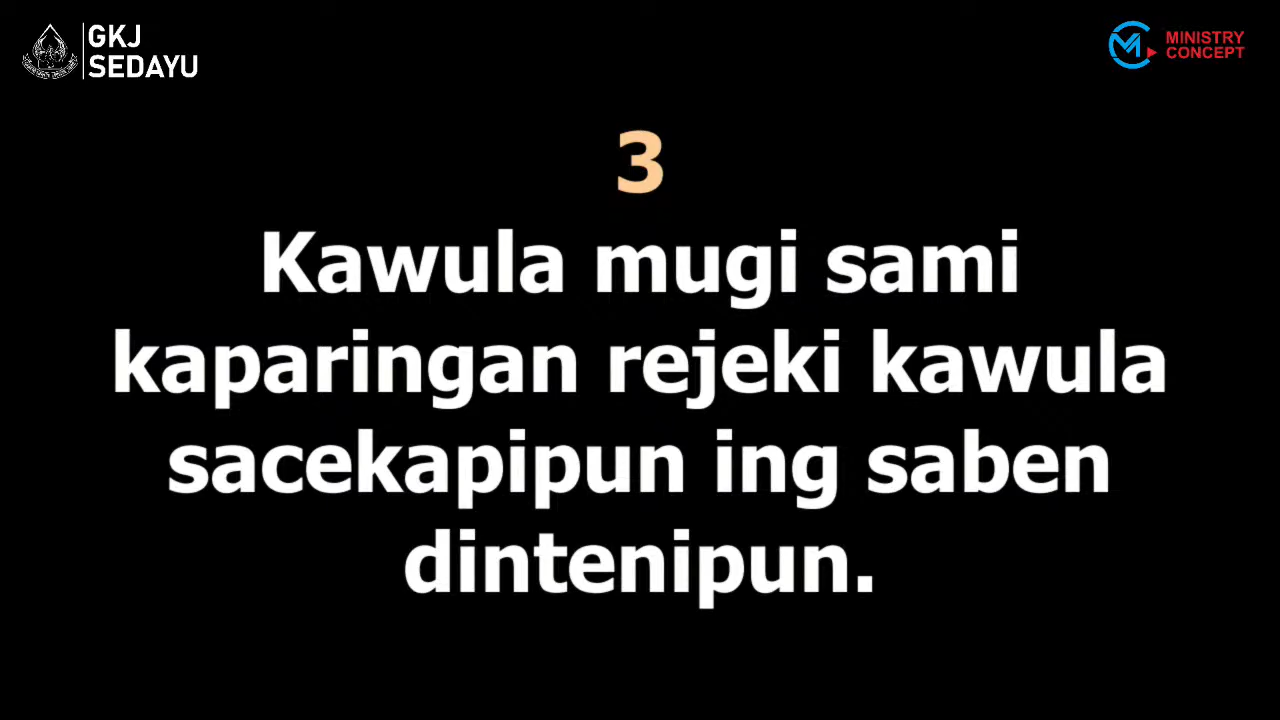 GKJ
SEDAYU
MINISTRY
CONCEPT
3
Kawula mugi sami
kaparingan rejeki kawula
sacekapipun ing saben
dintenipun.